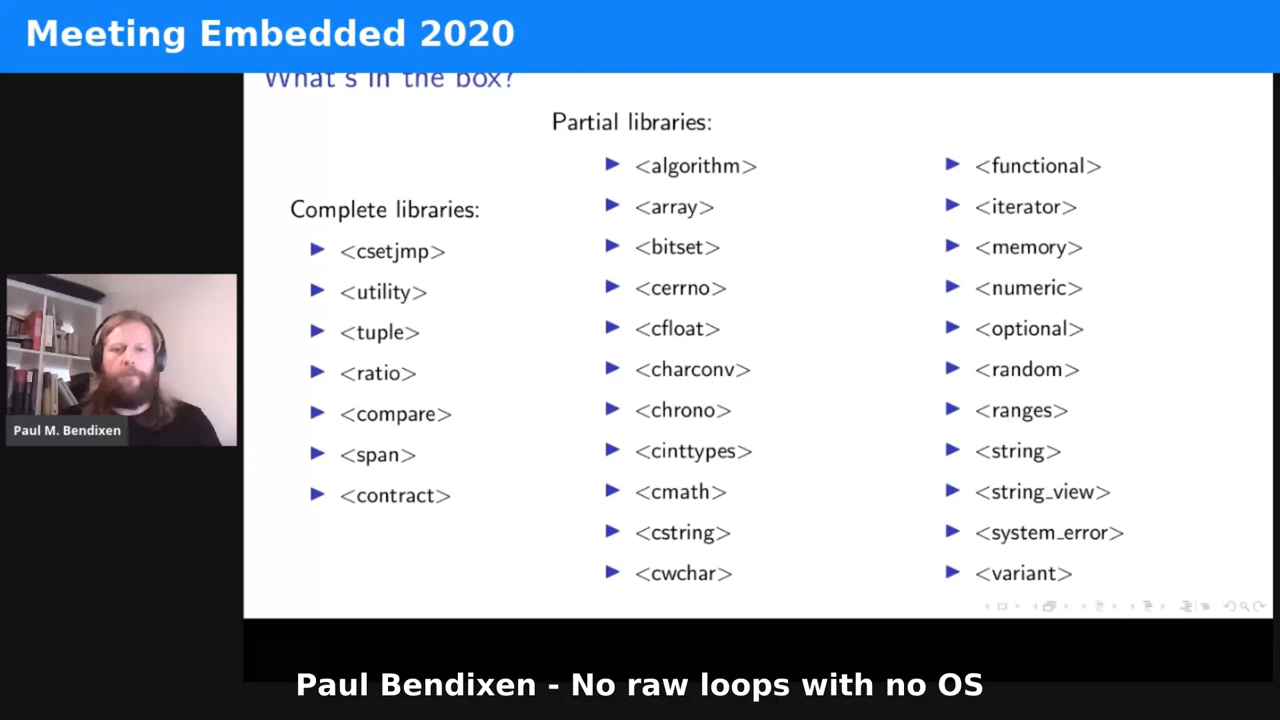 Meeting Embedded 2020
What's in the box?
Complete libraries:
<csetjmp>
<utility>
<tuple>
<ratio>
<compare>
<span>
<contract>
Partial libraries:
<algorithm>
<array>
<bitset>
<cerrno>
<cfloat>
<charconv>
<chrono>
<cinttypes>
<cmath>
<cstring>
<cwchar>
<functional>
<iterator>
<memory>
<numeric>
<optional>
<random>
<ranges>
<string>
<string_view>
<system_error>
<variant>
Paul M. Bendixen
Paul Bendixen - No raw loops with no OS